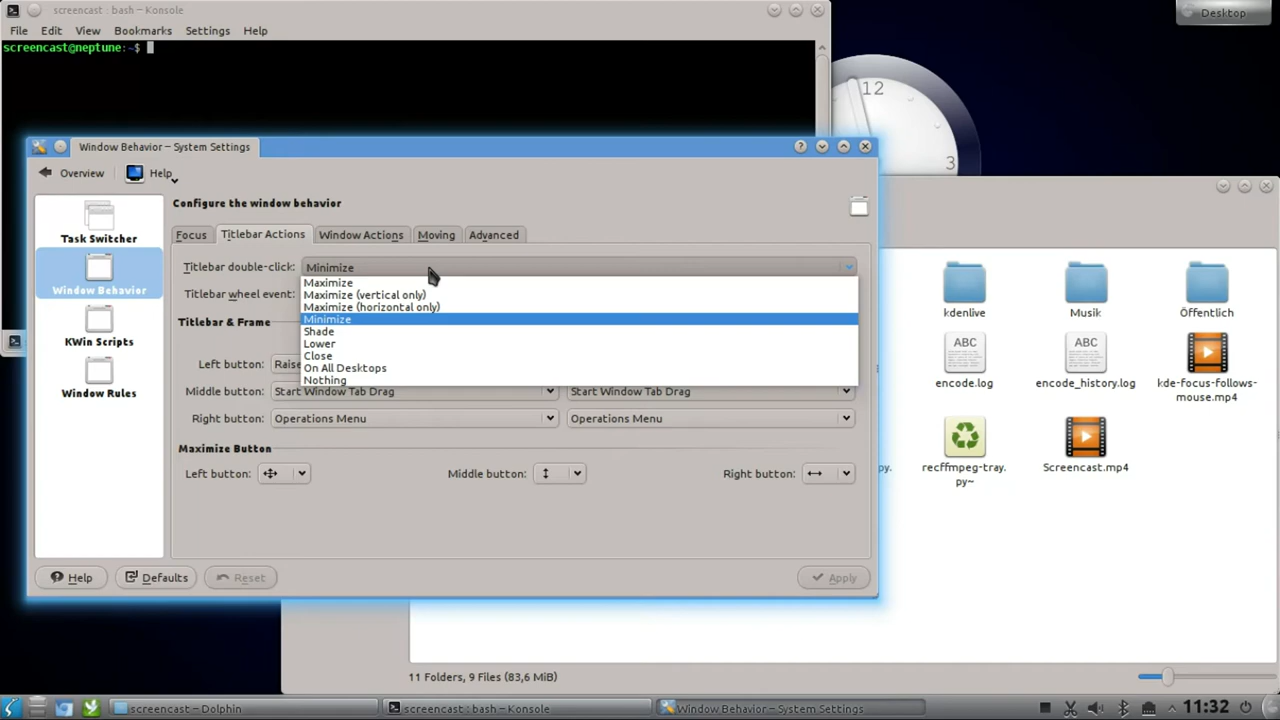 screencast : bash – Konsole
Desktop
File Edit View Bookmarks Settings Help
screencast@neptune:~$
12
3
Window Behavior – System Settings
Overview Help
Configure the window behavior
Task Switcher
Window Behavior
KWin Scripts
Window Rules
Focus Titlebar Actions Window Actions Moving Advanced
Titlebar double-click: Minimize
Maximize
Maximize (vertical only)
Maximize (horizontal only)
Minimize
Shade
Lower
Close
On All Desktops
Nothing
Titlebar wheel event:
Titlebar & Frame
Left button: Raise
Middle button: Start Window Tab Drag Start Window Tab Drag
Right button: Operations Menu Operations Menu
Maximize Button
Left button: Middle button: Right button:
Help Defaults Reset Apply
kdenlive Musik Öffentlich
ABC ABC
encode.log encode_history.log kde-focus-follows-
mouse.mp4
py. recffmpeg-tray. Screencast.mp4
py~
11 Folders, 9 Files (83,6 MiB)
screencast – Dolphin screencast : bash – Konsole Window Behavior – System Settings 11:32